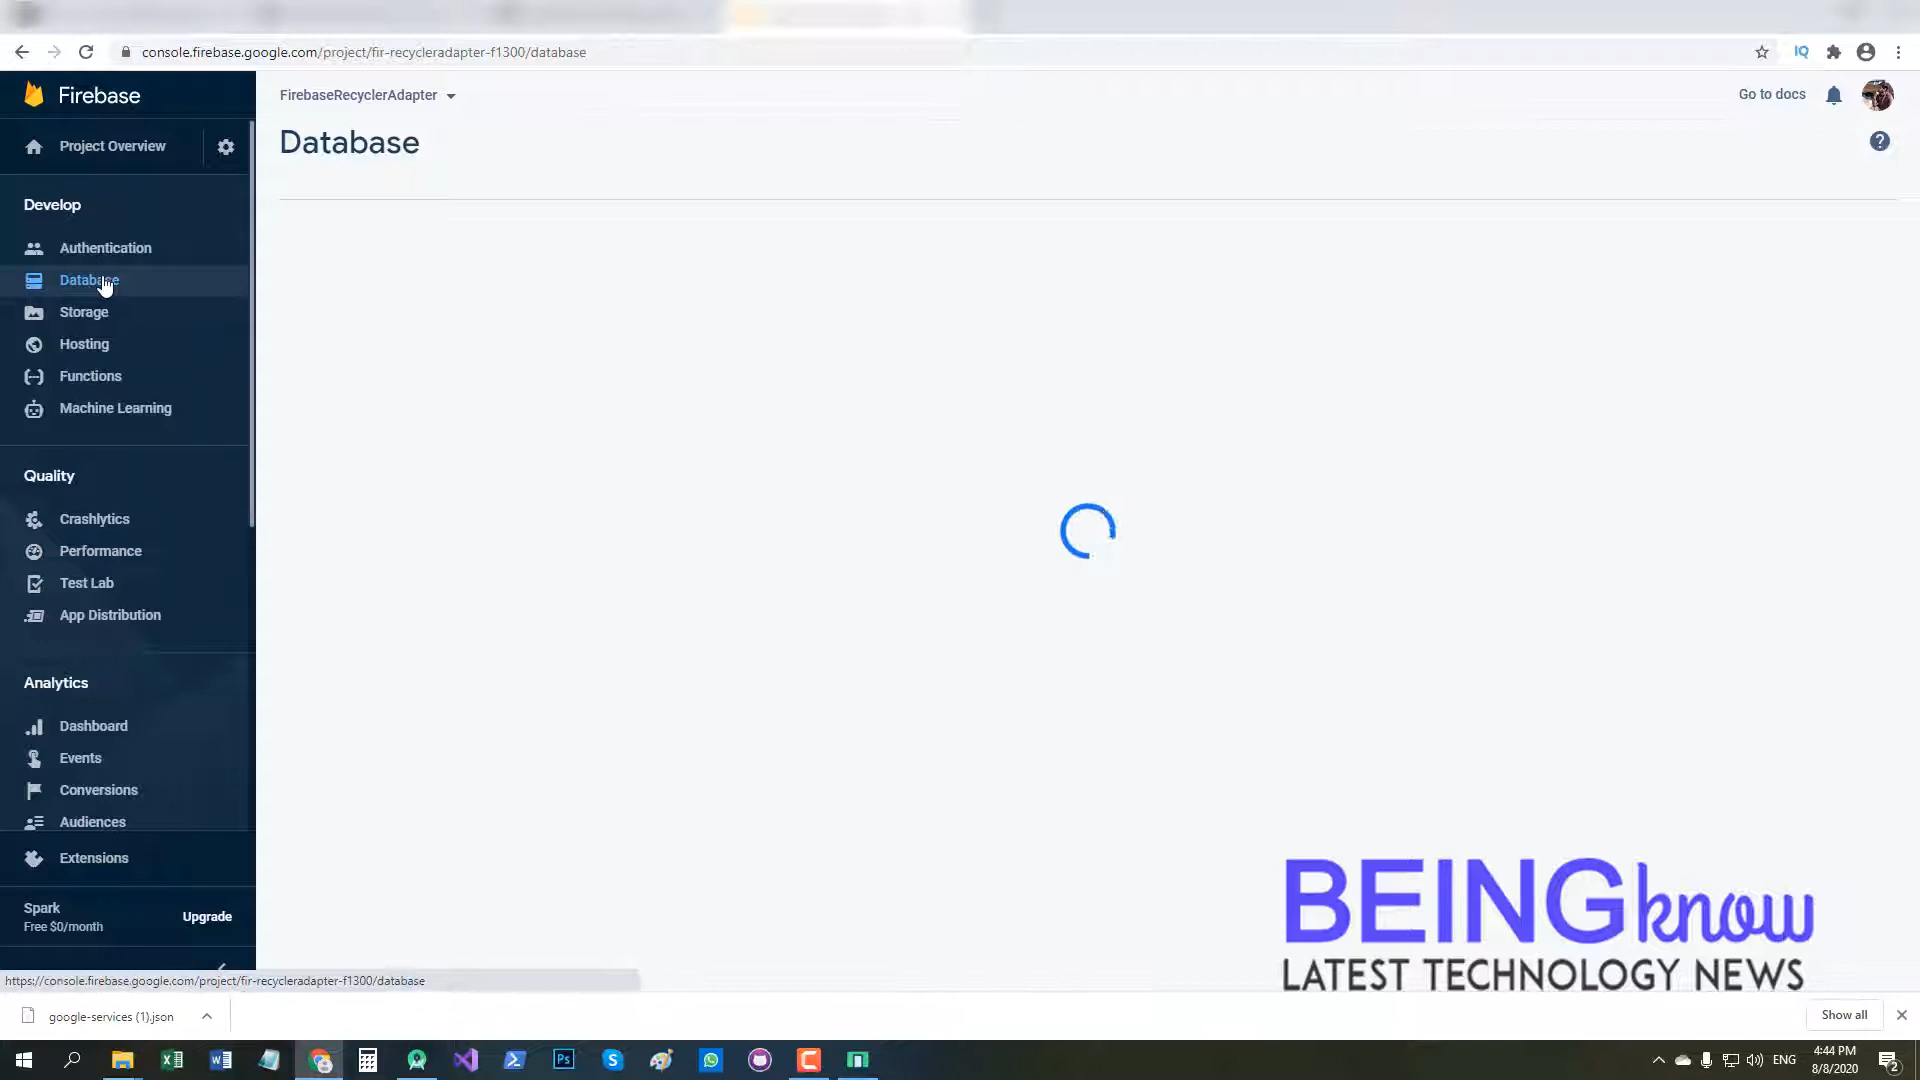 console.firebase.google.com/project/fir-recycleradapter-f1300/database
Firebase
FirebaseRecyclerAdapter
Go to docs
Project Overview
Database
Develop
Authentication
Database
Storage
Hosting
Functions
Machine Learning
Quality
Crashlytics
Performance
Test Lab
App Distribution
Analytics
Dashboard
Events
Conversions
Audiences
Extensions
Spark
Free $0/month
Upgrade
BEINGknow
LATEST TECHNOLOGY NEWS
https://console.firebase.google.com/project/fir-recycleradapter-f1300/database
google-services (1).json
Show all
ENG
4:44 PM
8/8/2020
2